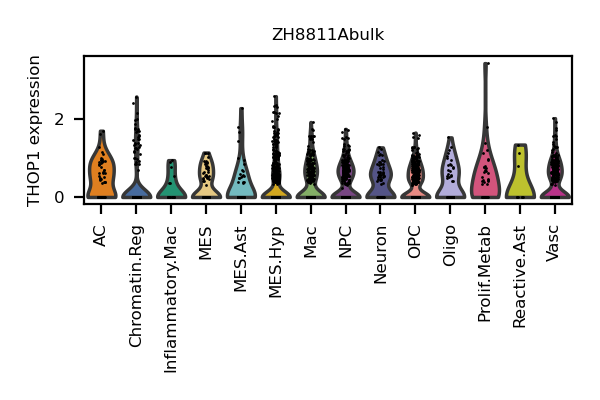 ZH8811Abulk
THOP1 expression
2
0
AC
Chromatin.Reg
Inflammatory.Mac
MES
MES.Ast
MES.Hyp
Mac
NPC
Neuron
OPC
Oligo
Prolif.Metab
Reactive.Ast
Vasc